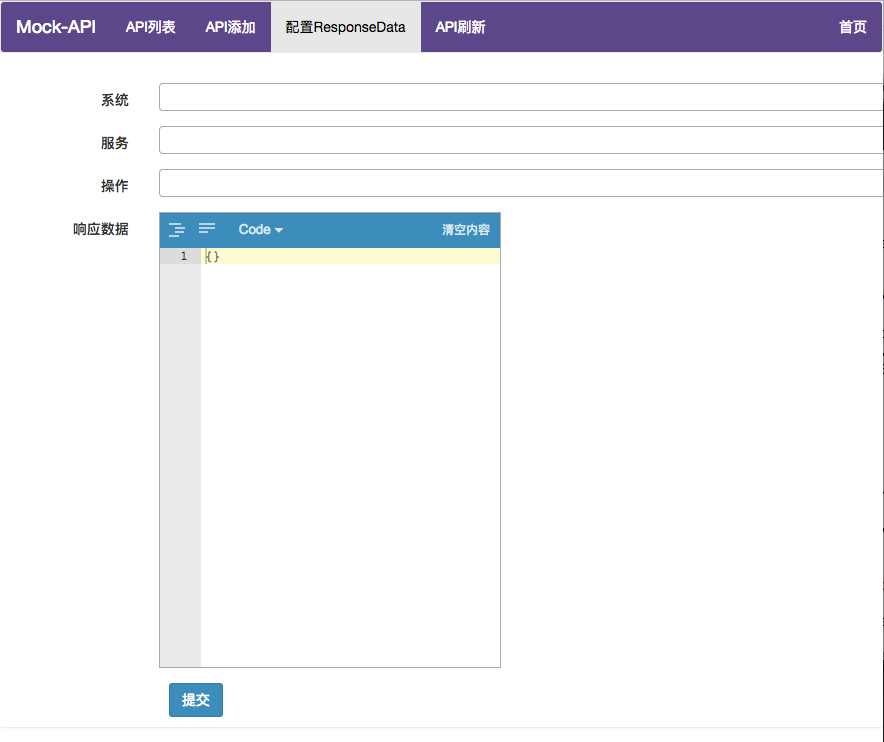 Mock-API API列表 API添加 配置ResponseData API刷新 首页
系统
服务
操作
响应数据
Code 清空内容
1 {}
提交